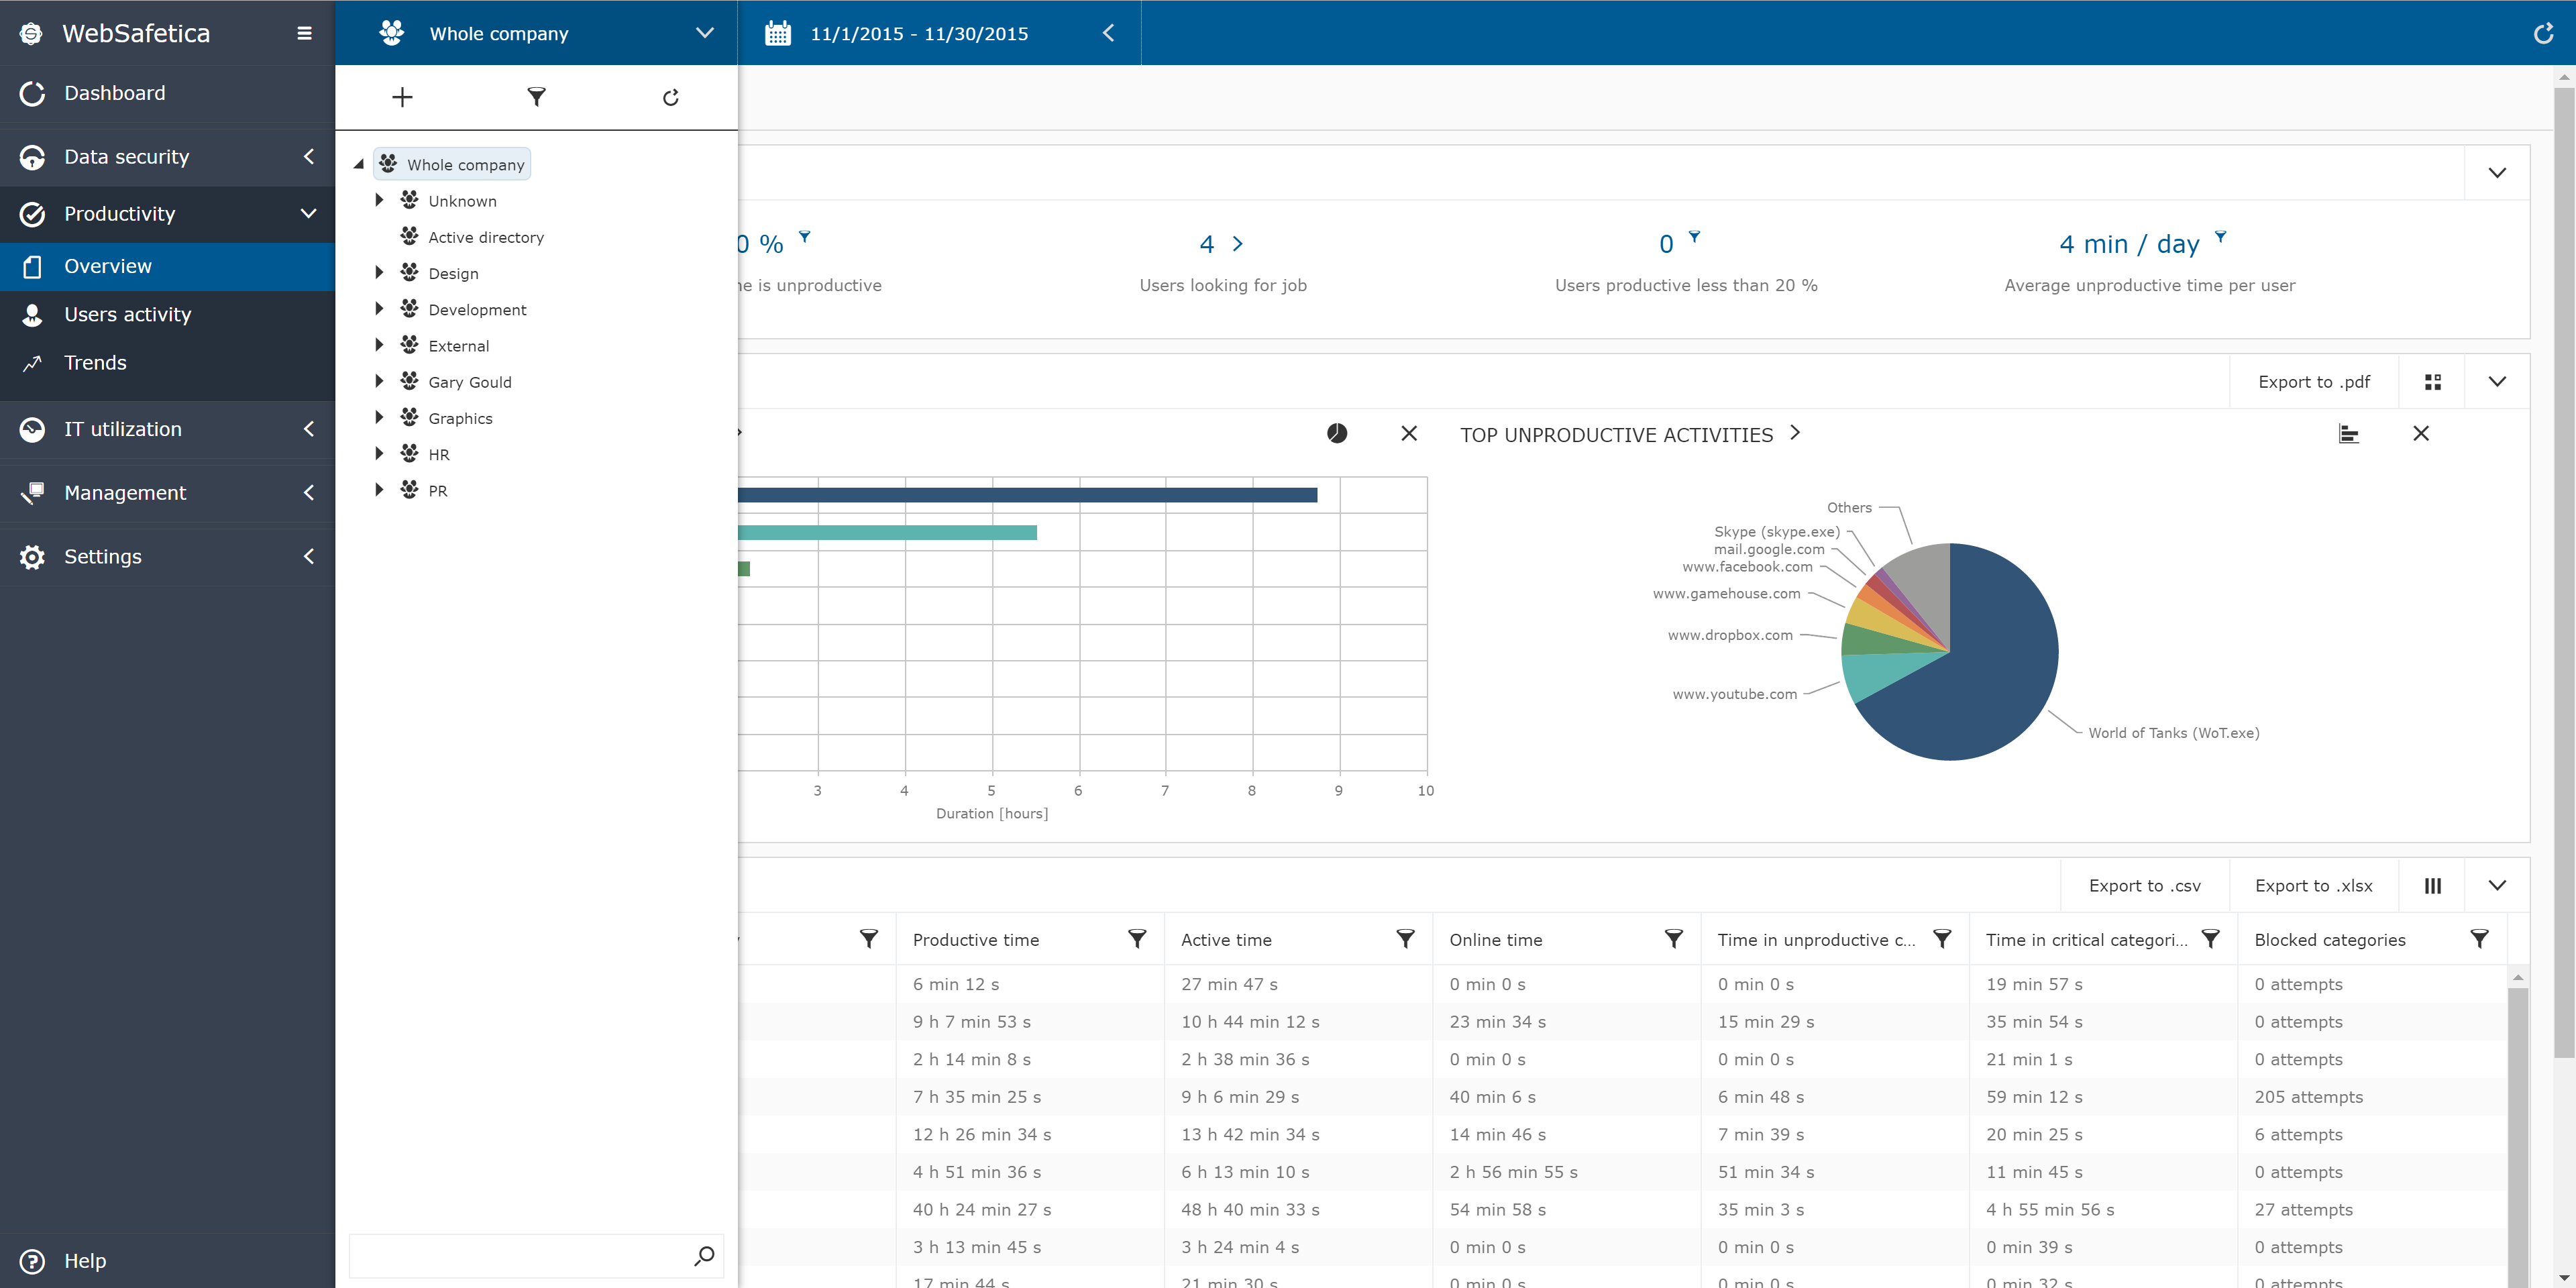 WebSafetica
Whole company
11/1/2015 - 11/30/2015
Dashboard
Data security
Productivity
Overview
Users activity
Trends
IT utilization
Management
Settings
Help
Whole company
Unknown
Active directory
Design
Development
External
Gary Gould
Graphics
HR
PR
0 %
is unproductive
4
Users looking for job
0
Users productive less than 20 %
4 min / day
Average unproductive time per user
Export to .pdf
TOP UNPRODUCTIVE ACTIVITIES
3 4 5 6 7 8 9 10
Duration [hours]
Others
Skype (skype.exe)
mail.google.com
www.facebook.com
www.gamehouse.com
www.dropbox.com
www.youtube.com
World of Tanks (WoT.exe)
Export to .csv
Export to .xlsx
Productive time Active time Online time Time in unproductive c... Time in critical categori... Blocked categories
6 min 12 s 27 min 47 s 0 min 0 s 0 min 0 s 19 min 57 s 0 attempts
9 h 7 min 53 s 10 h 44 min 12 s 23 min 34 s 15 min 29 s 35 min 54 s 0 attempts
2 h 14 min 8 s 2 h 38 min 36 s 0 min 0 s 0 min 0 s 21 min 1 s 0 attempts
7 h 35 min 25 s 9 h 6 min 29 s 40 min 6 s 6 min 48 s 59 min 12 s 205 attempts
12 h 26 min 34 s 13 h 42 min 34 s 14 min 46 s 7 min 39 s 20 min 25 s 6 attempts
4 h 51 min 36 s 6 h 13 min 10 s 2 h 56 min 55 s 51 min 34 s 11 min 45 s 0 attempts
40 h 24 min 27 s 48 h 40 min 33 s 54 min 58 s 35 min 3 s 4 h 55 min 56 s 27 attempts
3 h 13 min 45 s 3 h 24 min 4 s 0 min 0 s 0 min 0 s 0 min 39 s 0 attempts
17 min 44 s 21 min 30 s 0 min 0 s 0 min 0 s 0 min 32 s 0 attempts